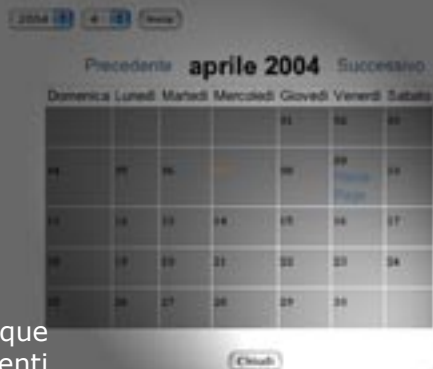 2004 4 Invia
Precedente aprile 2004 Successivo
Domenica Lunedì Martedì Mercoledì Giovedì Venerdì Sabato
01 02 03
04 05 06 08 09 10
11 12 13 14 15 16 17
18 19 20 21 22 23 24
25 26 27 28 29 30
que
enti
Chiudi